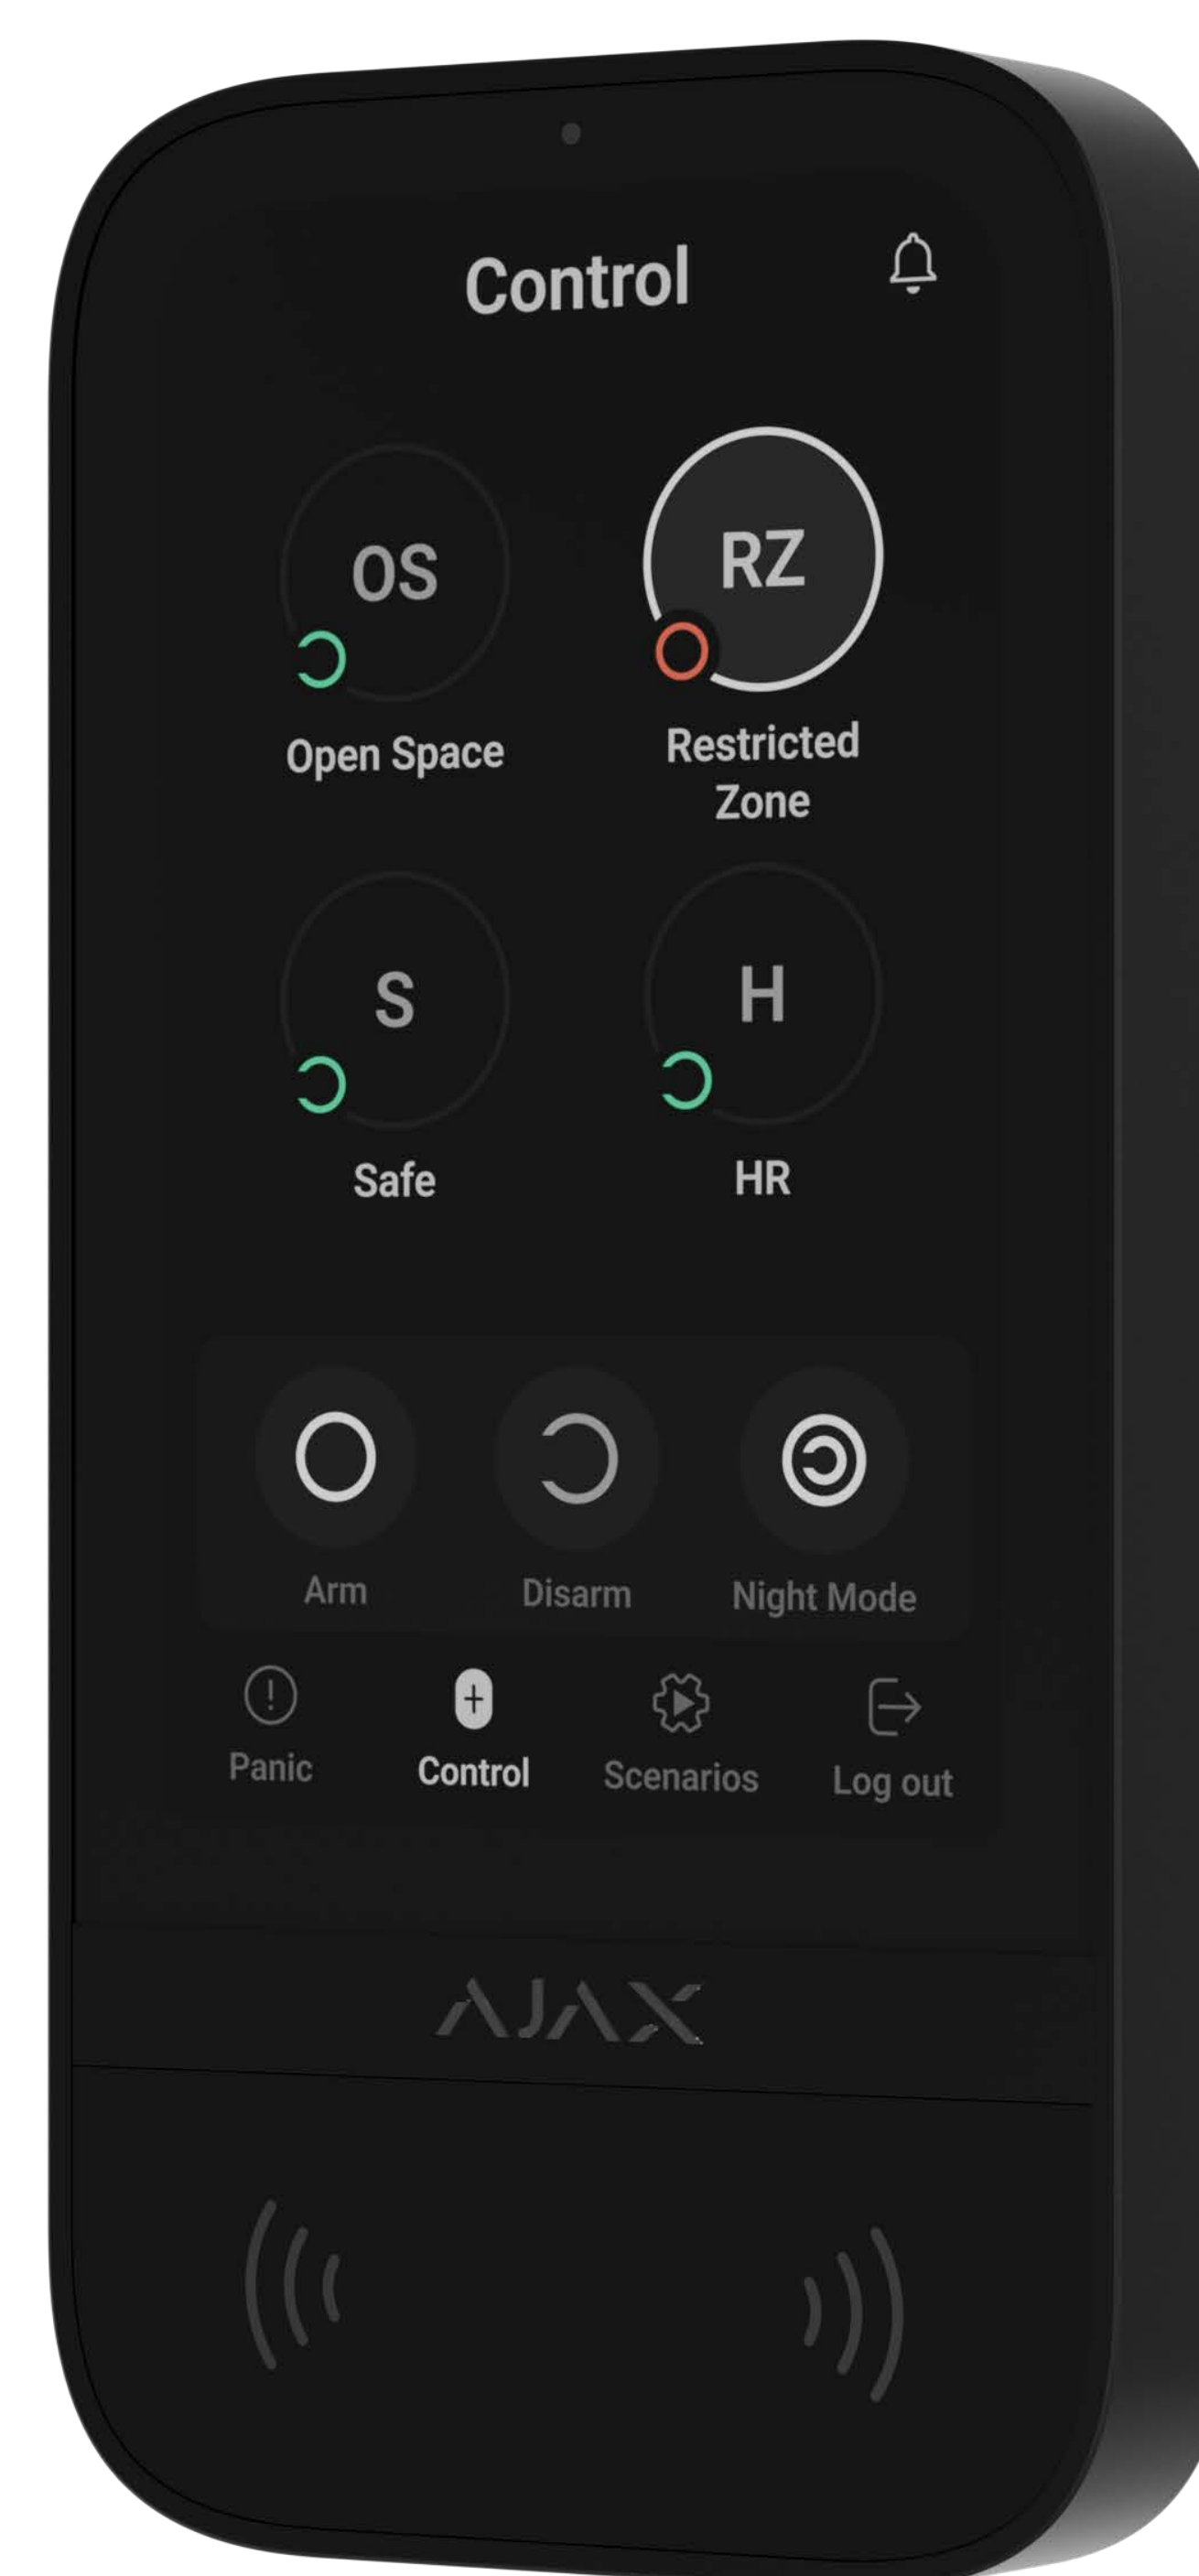 Control
OS
RZ
Open Space
Restricted
Zone
S
H
Safe
HR
Arm
Disarm
Night Mode
Panic
Control
Scenarios
Log out
AJAX